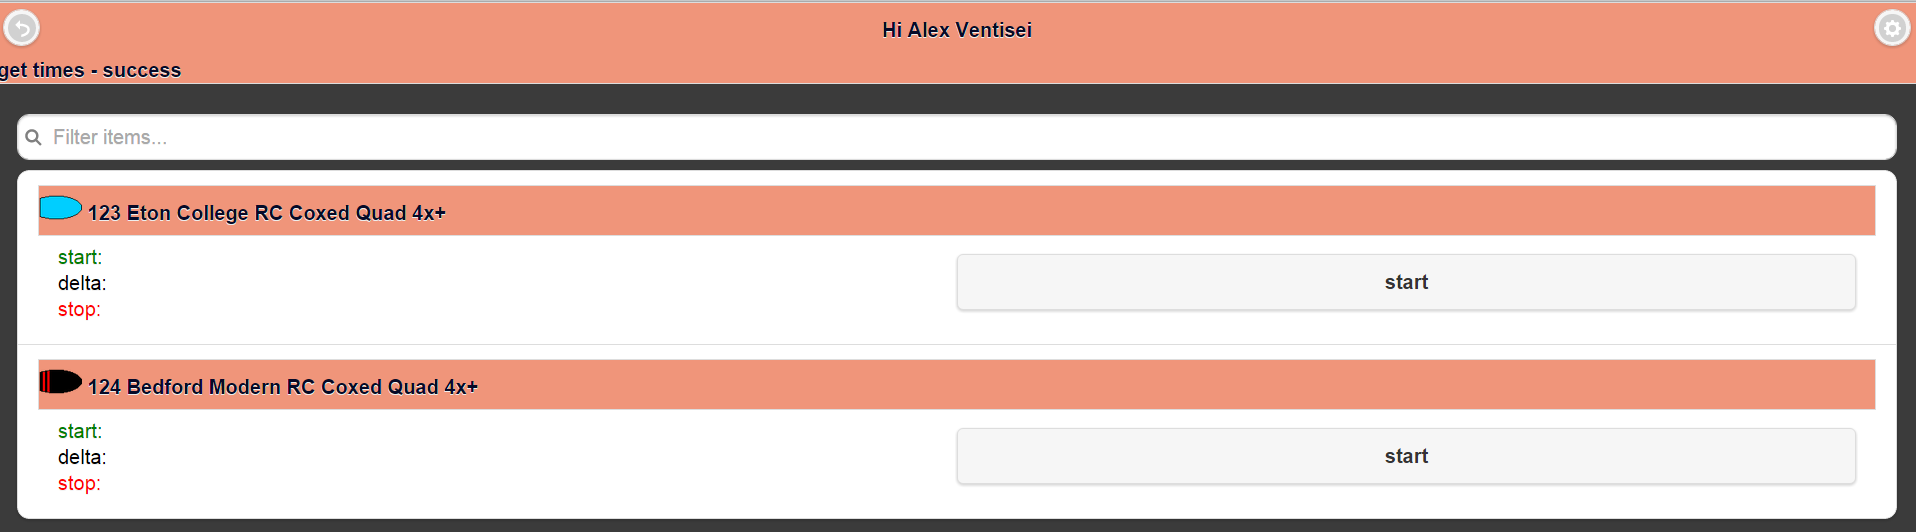 Hi Alex Ventisei
get times - success
Filter items...
123 Eton College RC Coxed Quad 4x+
start:
delta:
stop:
start
124 Bedford Modern RC Coxed Quad 4x+
start:
delta:
stop:
start